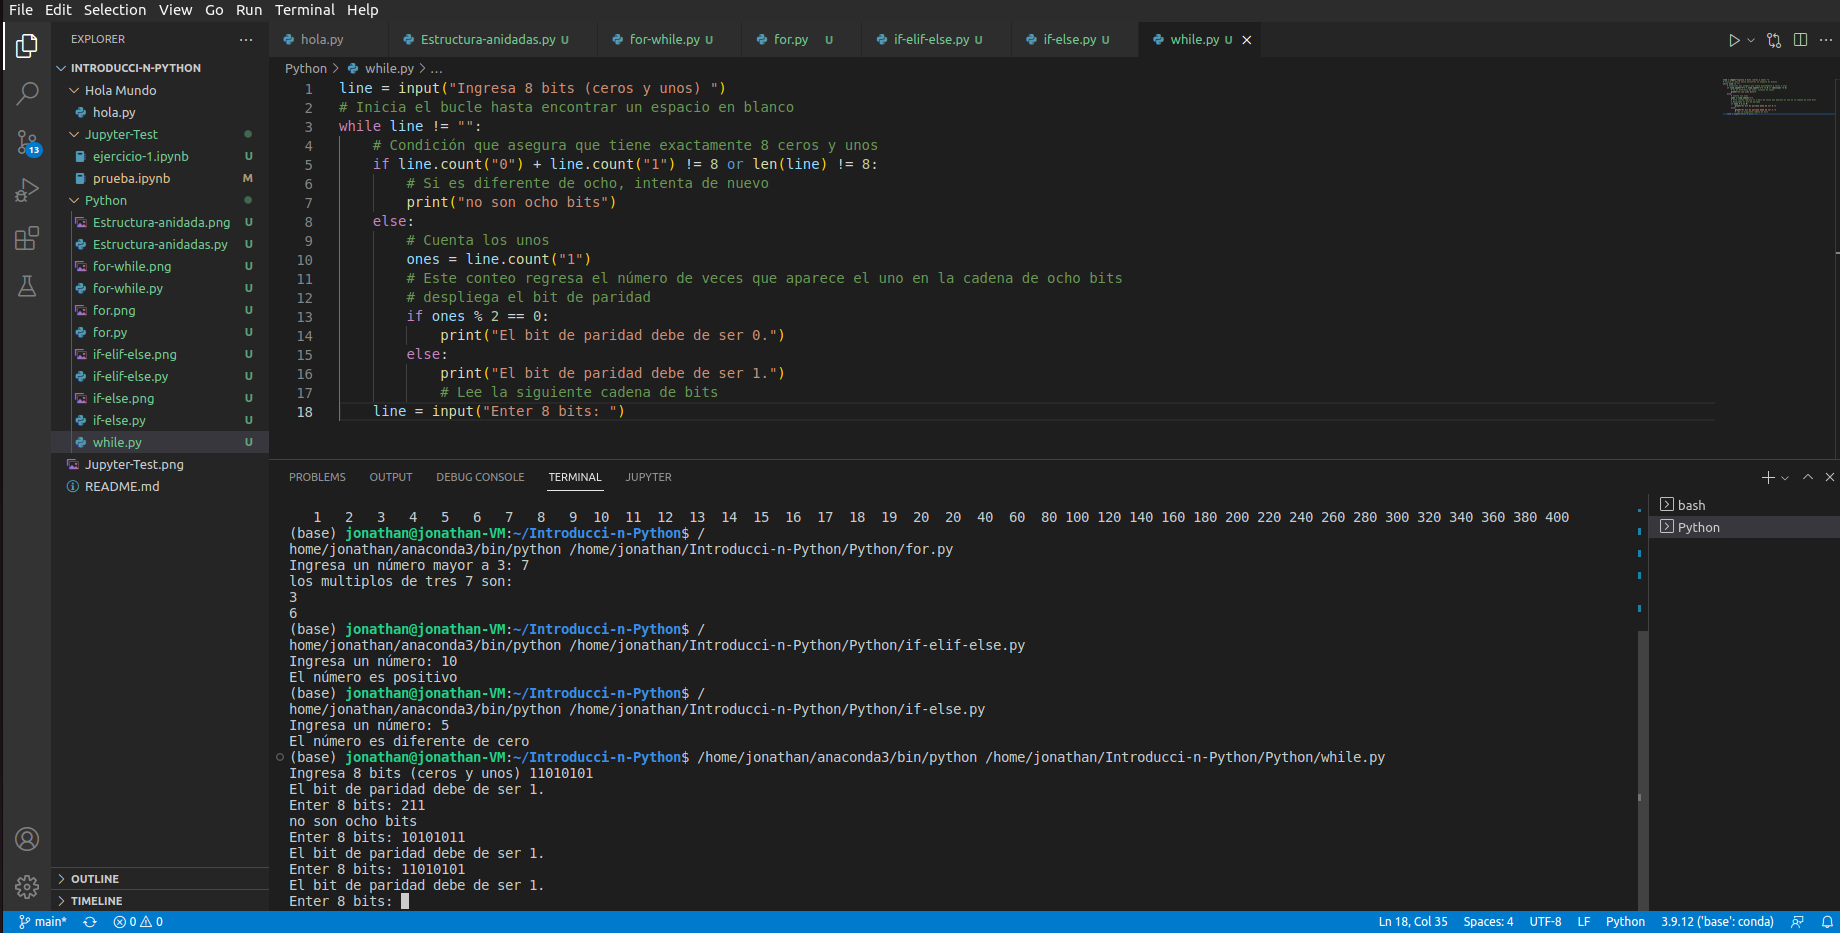 File Edit Selection View Go Run Terminal Help
EXPLORER ...
INTRODUCCI-N-PYTHON
Hola Mundo
hola.py
Jupyter-Test
ejercicio-1.ipynb U
prueba.ipynb M
Python
Estructura-anidada.png U
Estructura-anidadas.py U
for-while.png U
for-while.py U
for.png U
for.py U
if-elif-else.png U
if-elif-else.py U
if-else.png U
if-else.py U
while.py U
Jupyter-Test.png
README.md
OUTLINE
TIMELINE
13
hola.py Estructura-anidadas.py U for-while.py U for.py U if-elif-else.py U if-else.py U while.py U
Python > while.py > ...
1 line = input("Ingresa 8 bits (ceros y unos) ")
2 # Inicia el bucle hasta encontrar un espacio en blanco
3 while line != "":
4 # Condición que asegura que tiene exactamente 8 ceros y unos
5 if line.count("0") + line.count("1") != 8 or len(line) != 8:
6 # Si es diferente de ocho, intenta de nuevo
7 print("no son ocho bits")
8 else:
9 # Cuenta los unos
10 ones = line.count("1")
11 # Este conteo regresa el número de veces que aparece el uno en la cadena de ocho bits
12 # despliega el bit de paridad
13 if ones % 2 == 0:
14 print("El bit de paridad debe de ser 0.")
15 else:
16 print("El bit de paridad debe de ser 1.")
17 # Lee la siguiente cadena de bits
18 line = input("Enter 8 bits: ")
PROBLEMS OUTPUT DEBUG CONSOLE TERMINAL JUPYTER
1 2 3 4 5 6 7 8 9 10 11 12 13 14 15 16 17 18 19 20 20 40 60 80 100 120 140 160 180 200 220 240 260 280 300 320 340 360 380 400
(base) jonathan@jonathan-VM:~/Introducci-n-Python$ /
home/jonathan/anaconda3/bin/python /home/jonathan/Introducci-n-Python/Python/for.py
Ingresa un número mayor a 3: 7
los multiplos de tres 7 son:
3
6
(base) jonathan@jonathan-VM:~/Introducci-n-Python$ /
home/jonathan/anaconda3/bin/python /home/jonathan/Introducci-n-Python/Python/if-elif-else.py
Ingresa un número: 10
El número es positivo
(base) jonathan@jonathan-VM:~/Introducci-n-Python$ /
home/jonathan/anaconda3/bin/python /home/jonathan/Introducci-n-Python/Python/if-else.py
Ingresa un número: 5
El número es diferente de cero
(base) jonathan@jonathan-VM:~/Introducci-n-Python$ /home/jonathan/anaconda3/bin/python /home/jonathan/Introducci-n-Python/Python/while.py
Ingresa 8 bits (ceros y unos) 11010101
El bit de paridad debe de ser 1.
Enter 8 bits: 211
no son ocho bits
Enter 8 bits: 10101011
El bit de paridad debe de ser 1.
Enter 8 bits: 11010101
El bit de paridad debe de ser 1.
Enter 8 bits:
bash
Python
main* 0 0 Ln 18, Col 35 Spaces: 4 UTF-8 LF Python 3.9.12 ('base': conda)